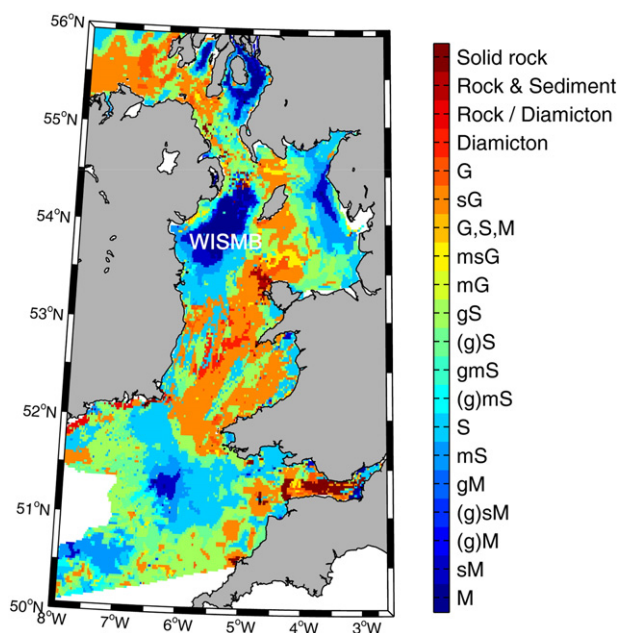 56°N
55°N
54°N
53°N
52°N
51°N
50°N
8°W
7°W
6°W
5°W
4°W
3°W
WISMB
Solid rock
Rock & Sediment
Rock / Diamicton
Diamicton
G
sG
G,S,M
msG
mG
gS
(g)S
gmS
(g)mS
S
mS
gM
(g)sM
(g)M
sM
M